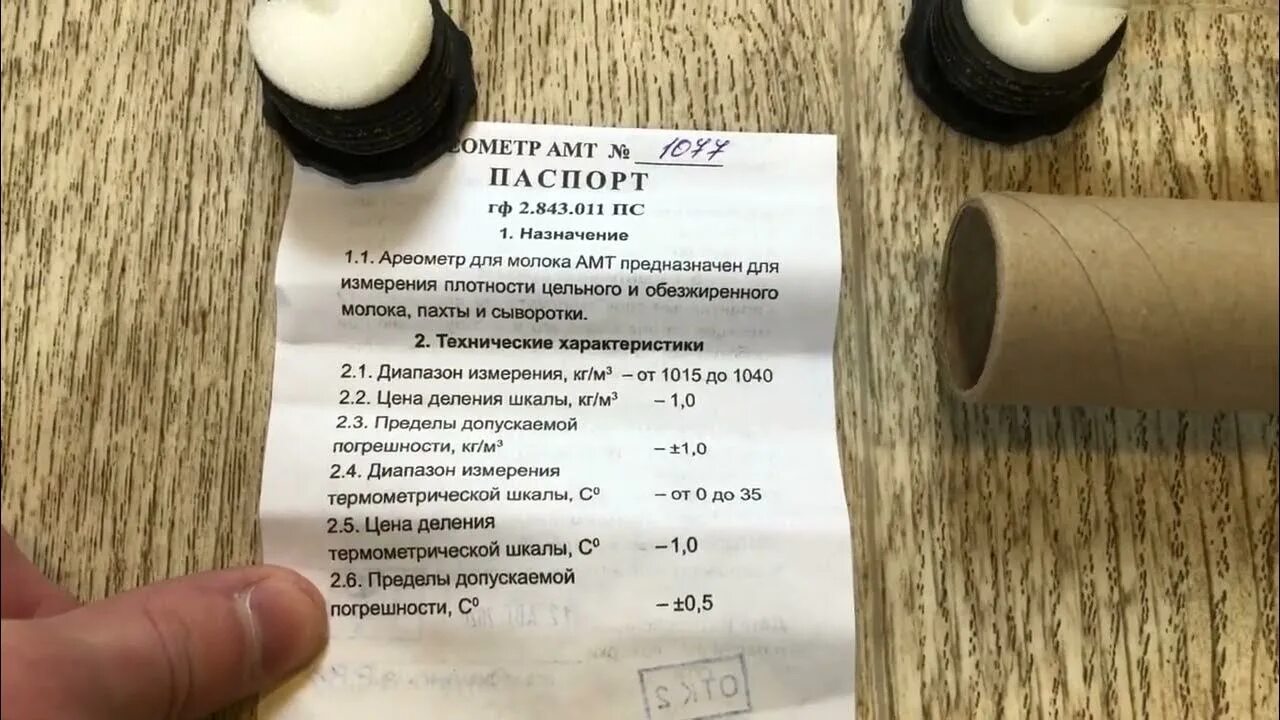 ЕОМЕТР АМТ № 1077
ПАСПОРТ
гф 2.843.011 ПС
1. Назначение
1.1. Ареометр для молока АМТ предназначен для
измерения плотности цельного и обезжиренного
молока, пахты и сыворотки.
2. Технические характеристики
2.1. Диапазон измерения, кг/м³ – от 1015 до 1040
2.2. Цена деления шкалы, кг/м³ – 1,0
2.3. Пределы допускаемой
погрешности, кг/м³ – ±1,0
2.4. Диапазон измерения
термометрической шкалы, С⁰ – от 0 до 35
2.5. Цена деления
термометрической шкалы, С⁰ – 1,0
2.6. Пределы допускаемой
погрешности, С⁰ – ±0,5
ОТК 2